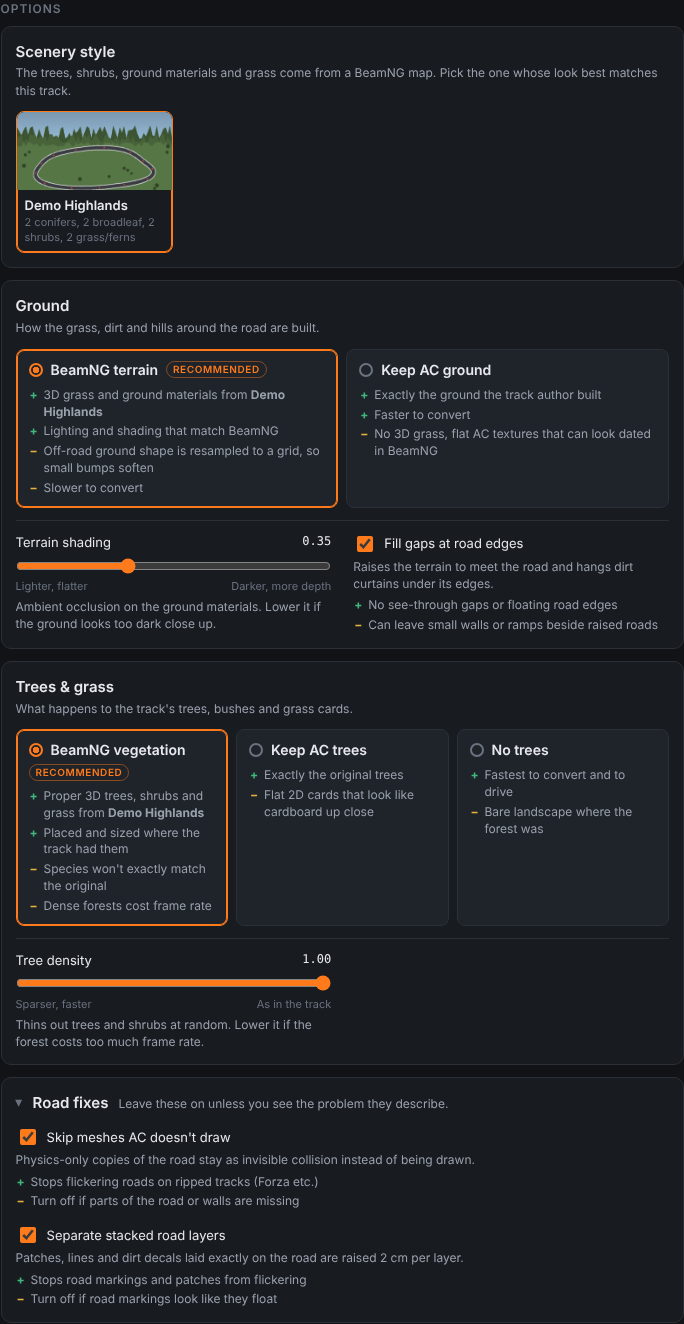 OPTIONS
Scenery style
The trees, shrubs, ground materials and grass come from a BeamNG map. Pick the one whose look best matches
this track.
Demo Highlands
2 conifers, 2 broadleaf, 2
shrubs, 2 grass/ferns
Ground
How the grass, dirt and hills around the road are built.
BeamNG terrain RECOMMENDED
+ 3D grass and ground materials from Demo
Highlands
+ Lighting and shading that match BeamNG
− Off-road ground shape is resampled to a grid, so
small bumps soften
− Slower to convert
Keep AC ground
+ Exactly the ground the track author built
+ Faster to convert
− No 3D grass, flat AC textures that can look dated
in BeamNG
Terrain shading 0.35
Lighter, flatter Darker, more depth
Ambient occlusion on the ground materials. Lower it if
the ground looks too dark close up.
Fill gaps at road edges
Raises the terrain to meet the road and hangs dirt
curtains under its edges.
+ No see-through gaps or floating road edges
− Can leave small walls or ramps beside raised roads
Trees & grass
What happens to the track's trees, bushes and grass cards.
BeamNG vegetation
RECOMMENDED
+ Proper 3D trees, shrubs and
grass from Demo Highlands
+ Placed and sized where the
track had them
− Species won't exactly match
the original
− Dense forests cost frame rate
Keep AC trees
+ Exactly the original trees
− Flat 2D cards that look like
cardboard up close
No trees
+ Fastest to convert and to
drive
− Bare landscape where the
forest was
Tree density 1.00
Sparser, faster As in the track
Thins out trees and shrubs at random. Lower it if the
forest costs too much frame rate.
▾ Road fixes Leave these on unless you see the problem they describe.
Skip meshes AC doesn't draw
Physics-only copies of the road stay as invisible collision instead of being drawn.
+ Stops flickering roads on ripped tracks (Forza etc.)
− Turn off if parts of the road or walls are missing
Separate stacked road layers
Patches, lines and dirt decals laid exactly on the road are raised 2 cm per layer.
+ Stops road markings and patches from flickering
− Turn off if road markings look like they float